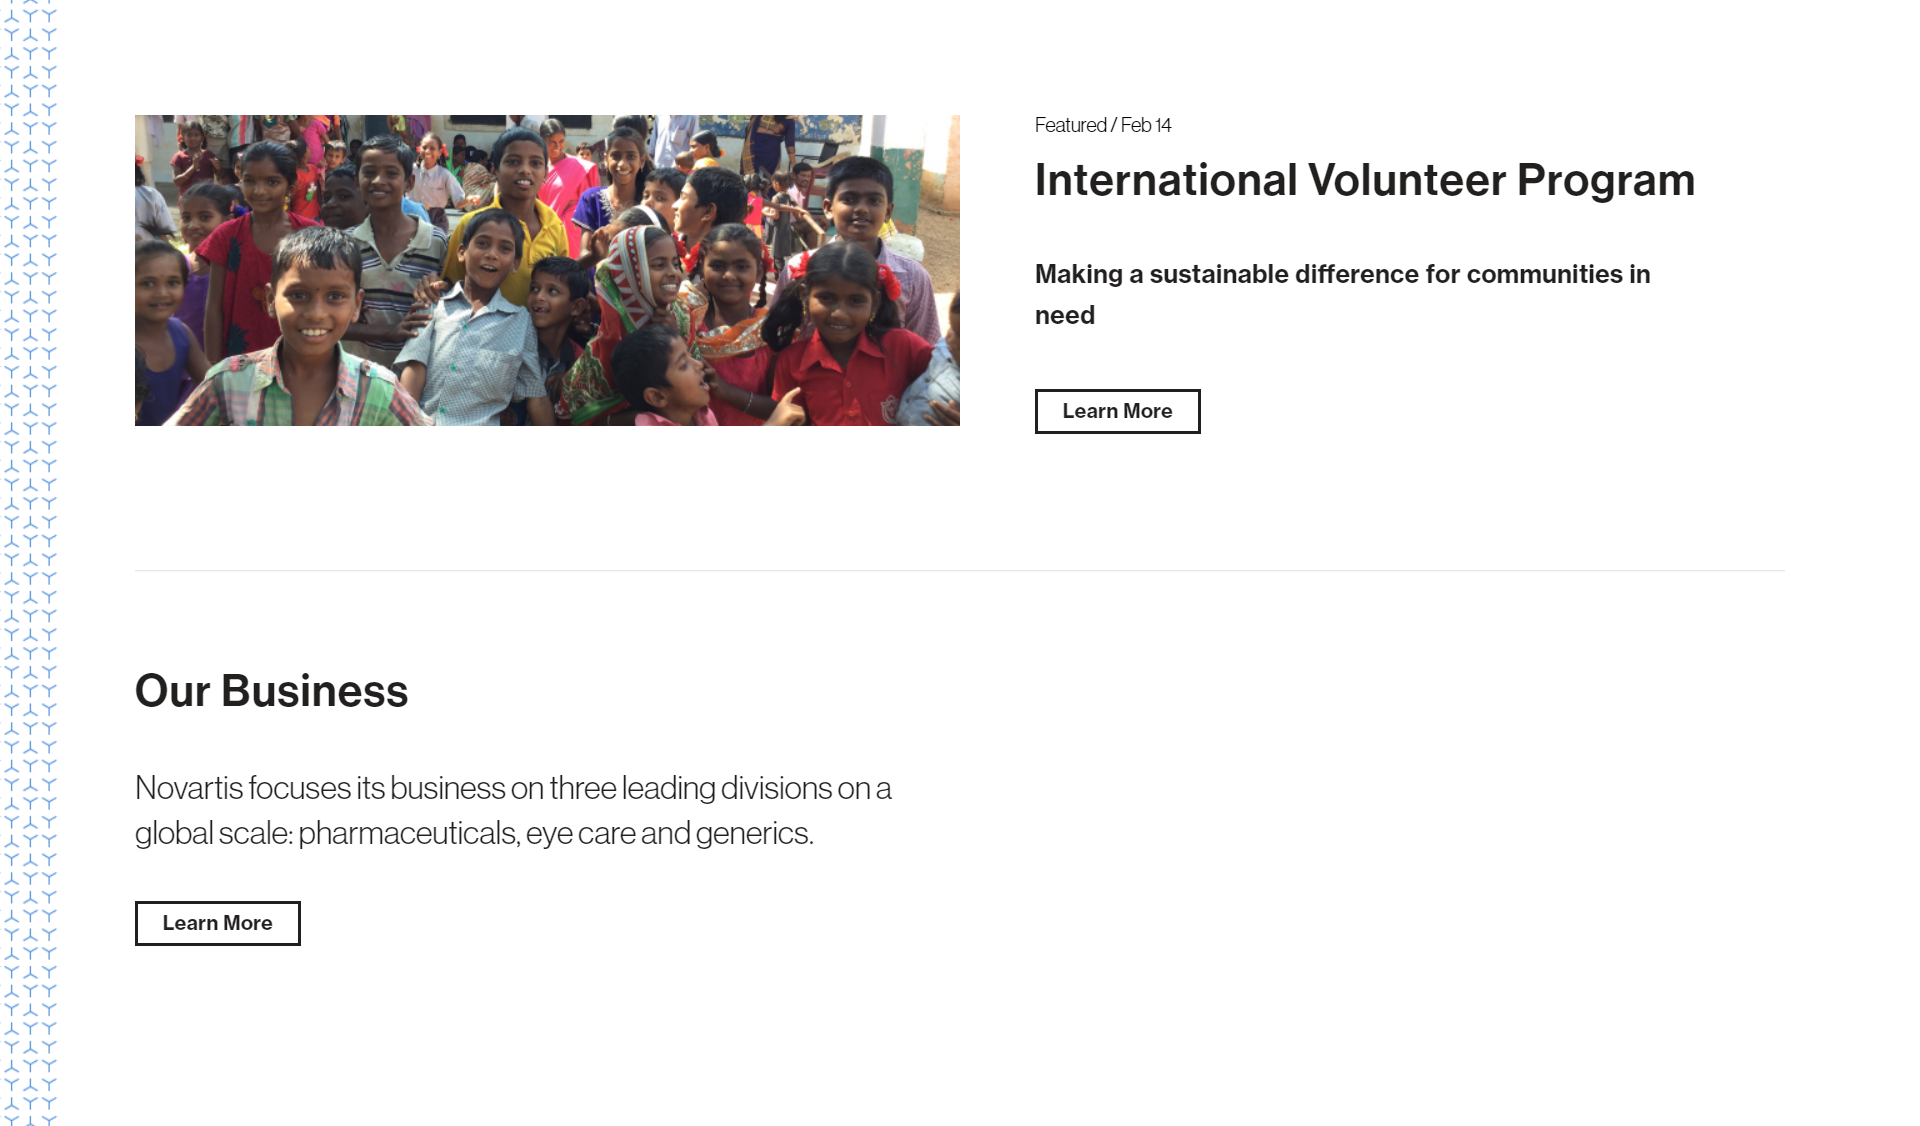 Featured / Feb 14
International Volunteer Program
Making a sustainable difference for communities in
need
Learn More
Our Business
Novartis focuses its business on three leading divisions on a
global scale: pharmaceuticals, eye care and generics.
Learn More